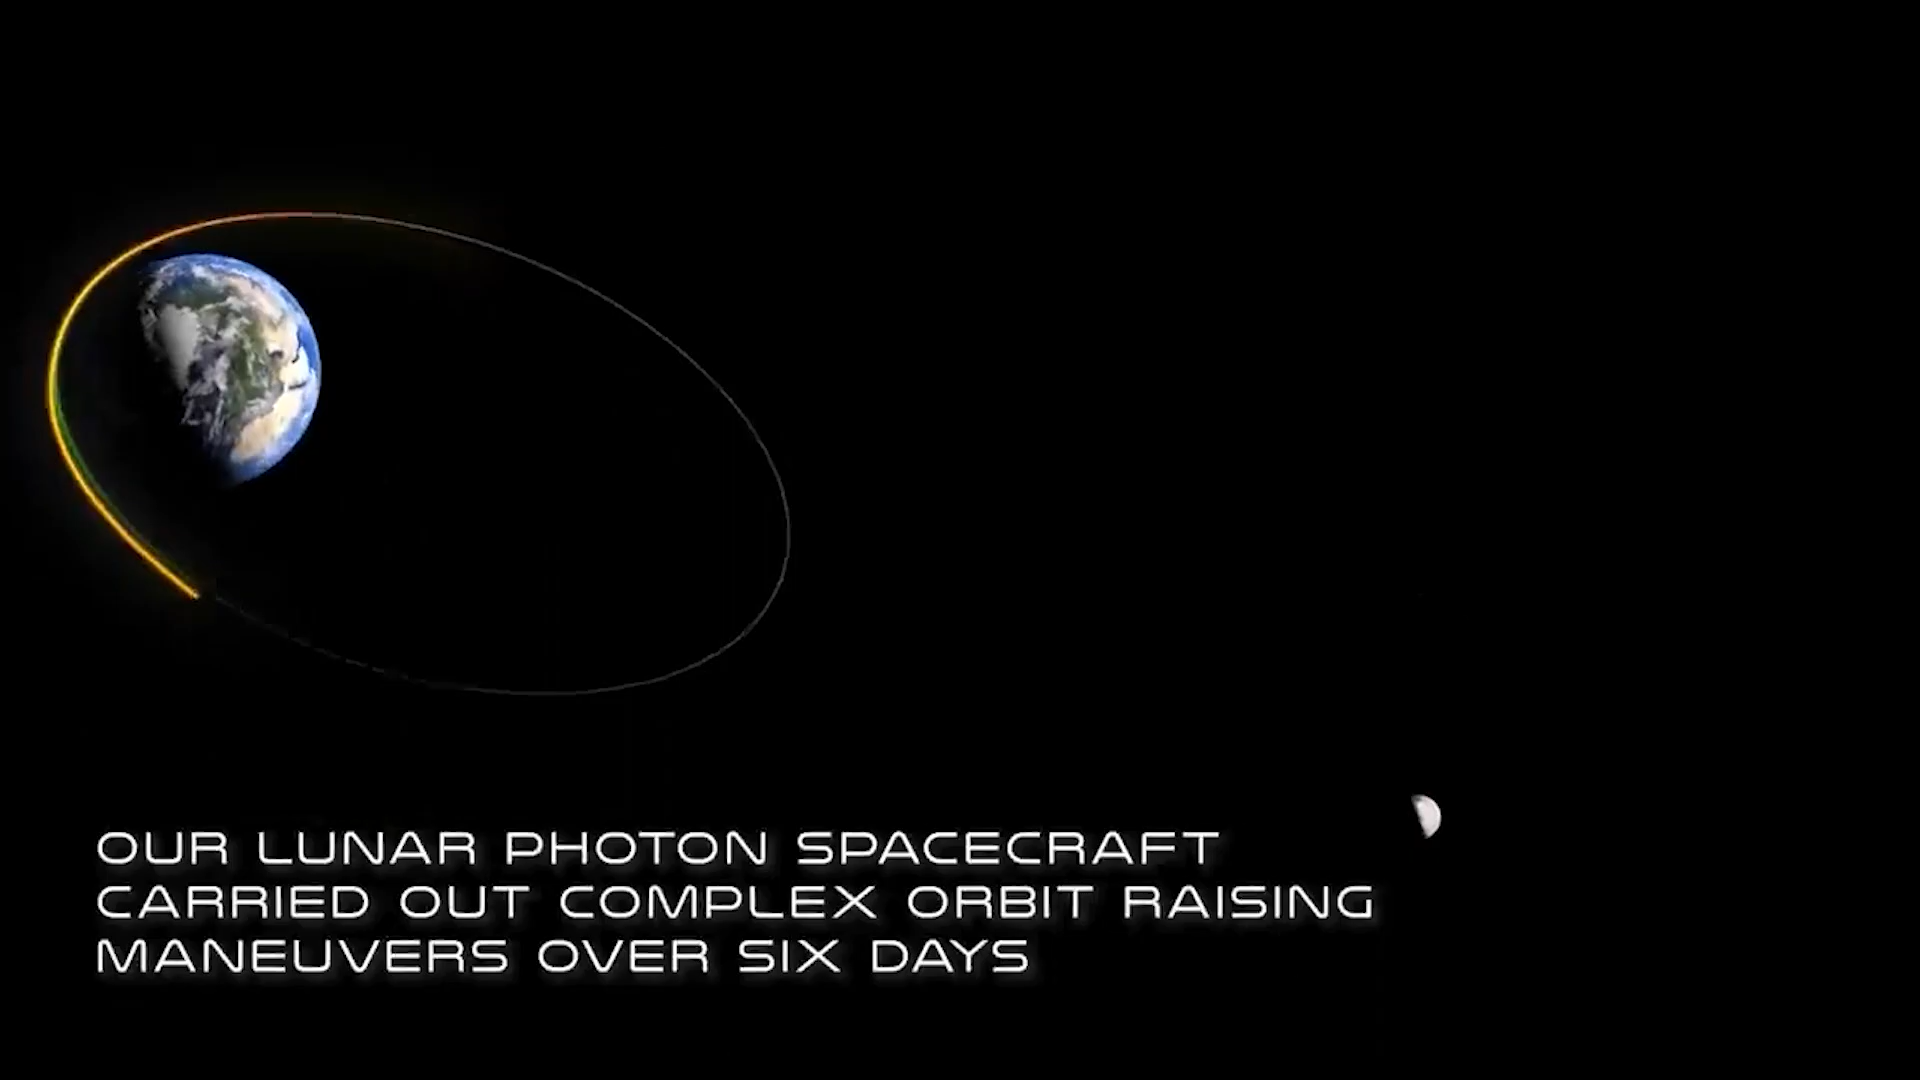 OUR LUNAR PHOTON SPACECRAFT
CARRIED OUT COMPLEX ORBIT RAISING
MANEUVERS OVER SIX DAYS